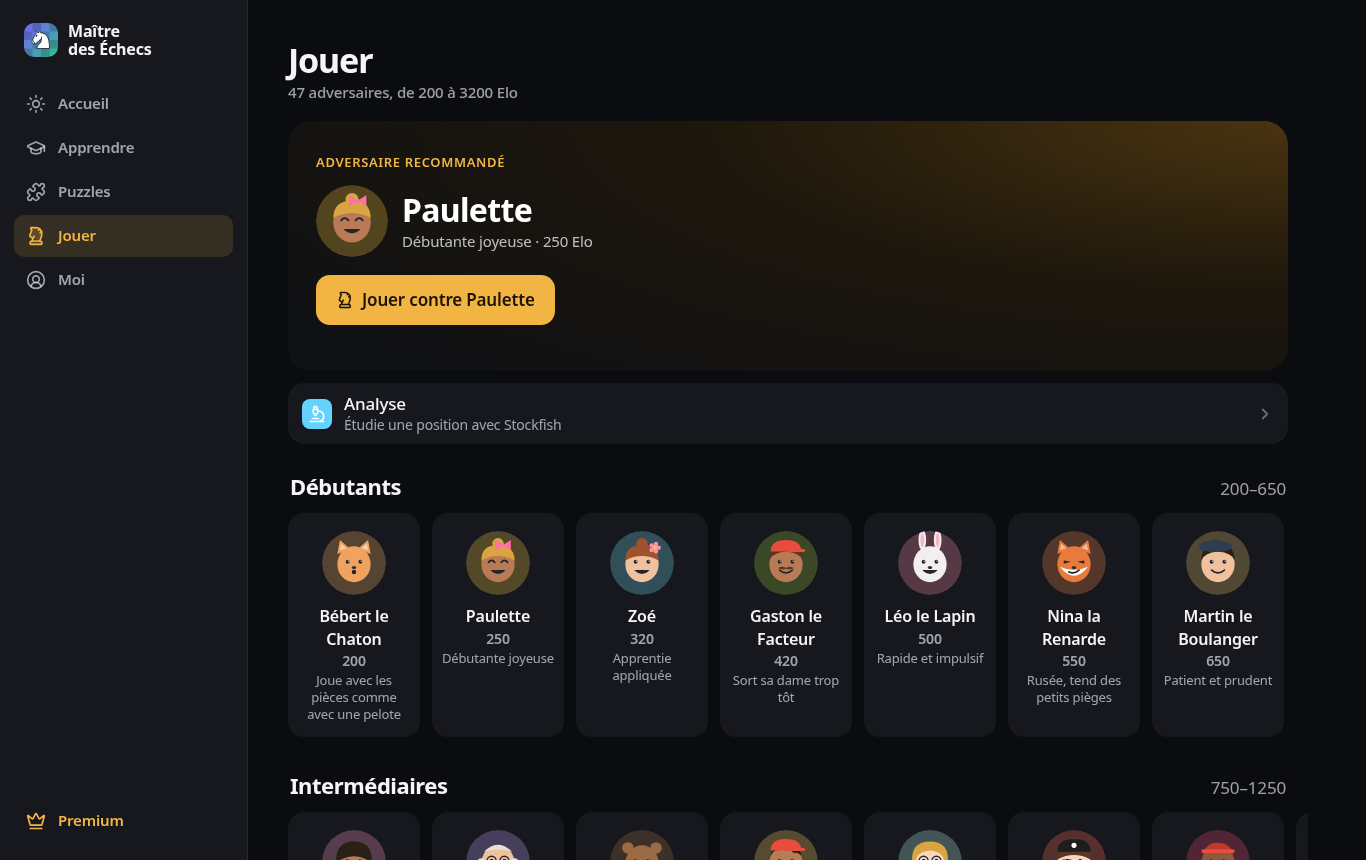 Maître
des Échecs
Accueil
Apprendre
Puzzles
Jouer
Moi
Premium
Jouer
47 adversaires, de 200 à 3200 Elo
ADVERSAIRE RECOMMANDÉ
Paulette
Débutante joyeuse · 250 Elo
Jouer contre Paulette
Analyse
Étudie une position avec Stockfish
Débutants
200–650
Bébert le
Chaton
200
Joue avec les
pièces comme
avec une pelote
Paulette
250
Débutante joyeuse
Zoé
320
Apprentie
appliquée
Gaston le
Facteur
420
Sort sa dame trop
tôt
Léo le Lapin
500
Rapide et impulsif
Nina la
Renarde
550
Rusée, tend des
petits pièges
Martin le
Boulanger
650
Patient et prudent
Intermédiaires
750–1250